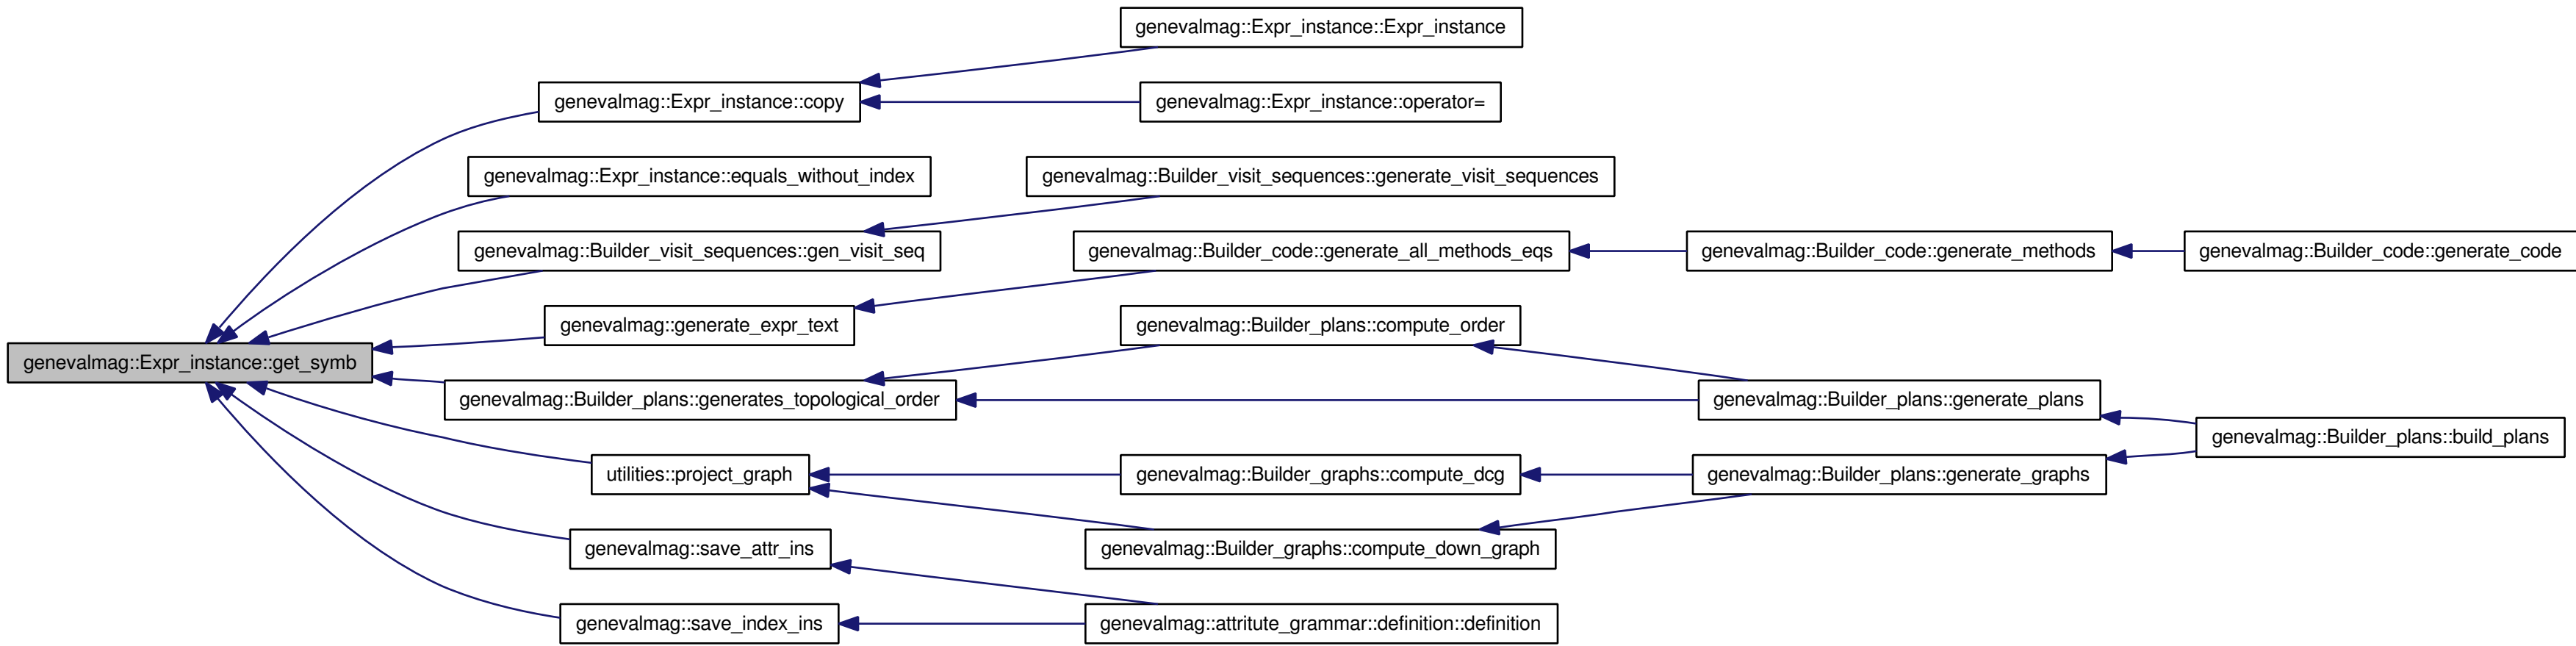 genevalmag::Expr_instance::Expr_instance
genevalmag::Expr_instance::copy
genevalmag::Expr_instance::operator=
genevalmag::Expr_instance::equals_without_index
genevalmag::Builder_visit_sequences::generate_visit_sequences
genevalmag::Builder_visit_sequences::gen_visit_seq
genevalmag::Builder_code::generate_all_methods_eqs
genevalmag::Builder_code::generate_methods
genevalmag::Builder_code::generate_code
genevalmag::generate_expr_text
genevalmag::Builder_plans::compute_order
genevalmag::Expr_instance::get_symb
genevalmag::Builder_plans::generates_topological_order
genevalmag::Builder_plans::generate_plans
genevalmag::Builder_plans::build_plans
utilities::project_graph
genevalmag::Builder_graphs::compute_dcg
genevalmag::Builder_plans::generate_graphs
genevalmag::save_attr_ins
genevalmag::Builder_graphs::compute_down_graph
genevalmag::save_index_ins
genevalmag::attritute_grammar::definition::definition